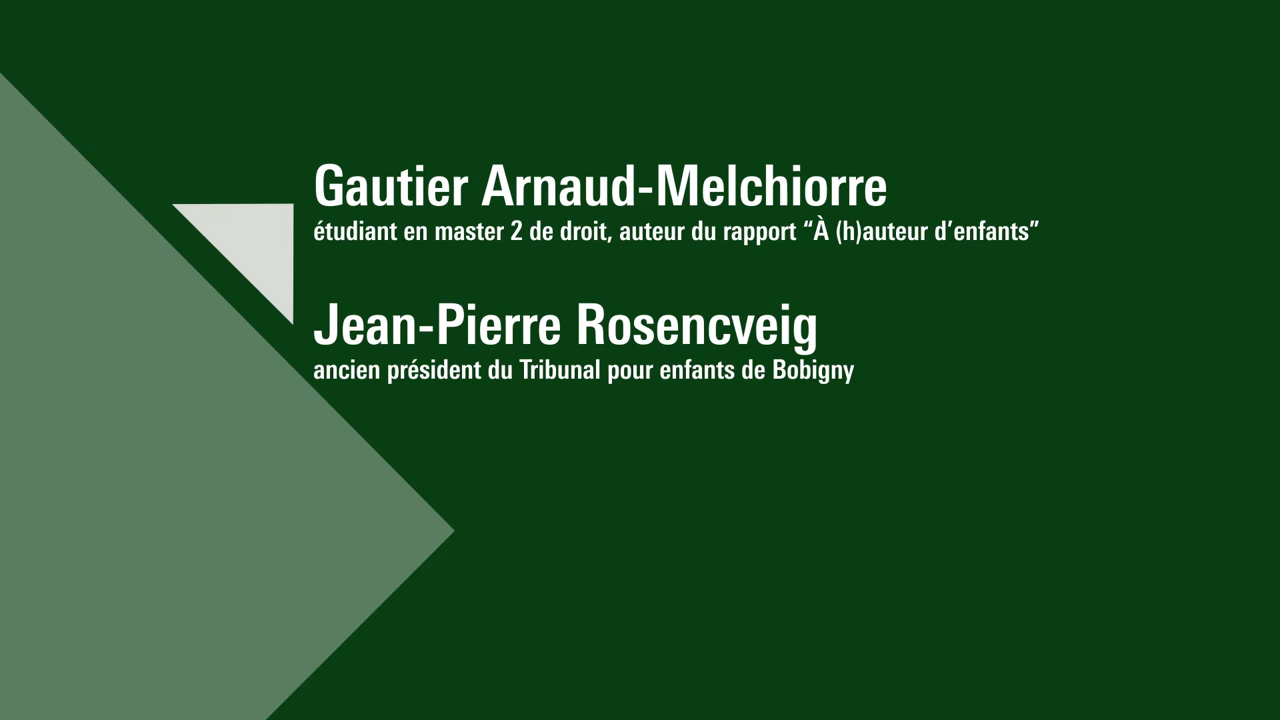 Gautier Arnaud-Melchiorre
étudiant en master 2 de droit, auteur du rapport “À (h)auteur d’enfants”
Jean-Pierre Rosencveig
ancien président du Tribunal pour enfants de Bobigny